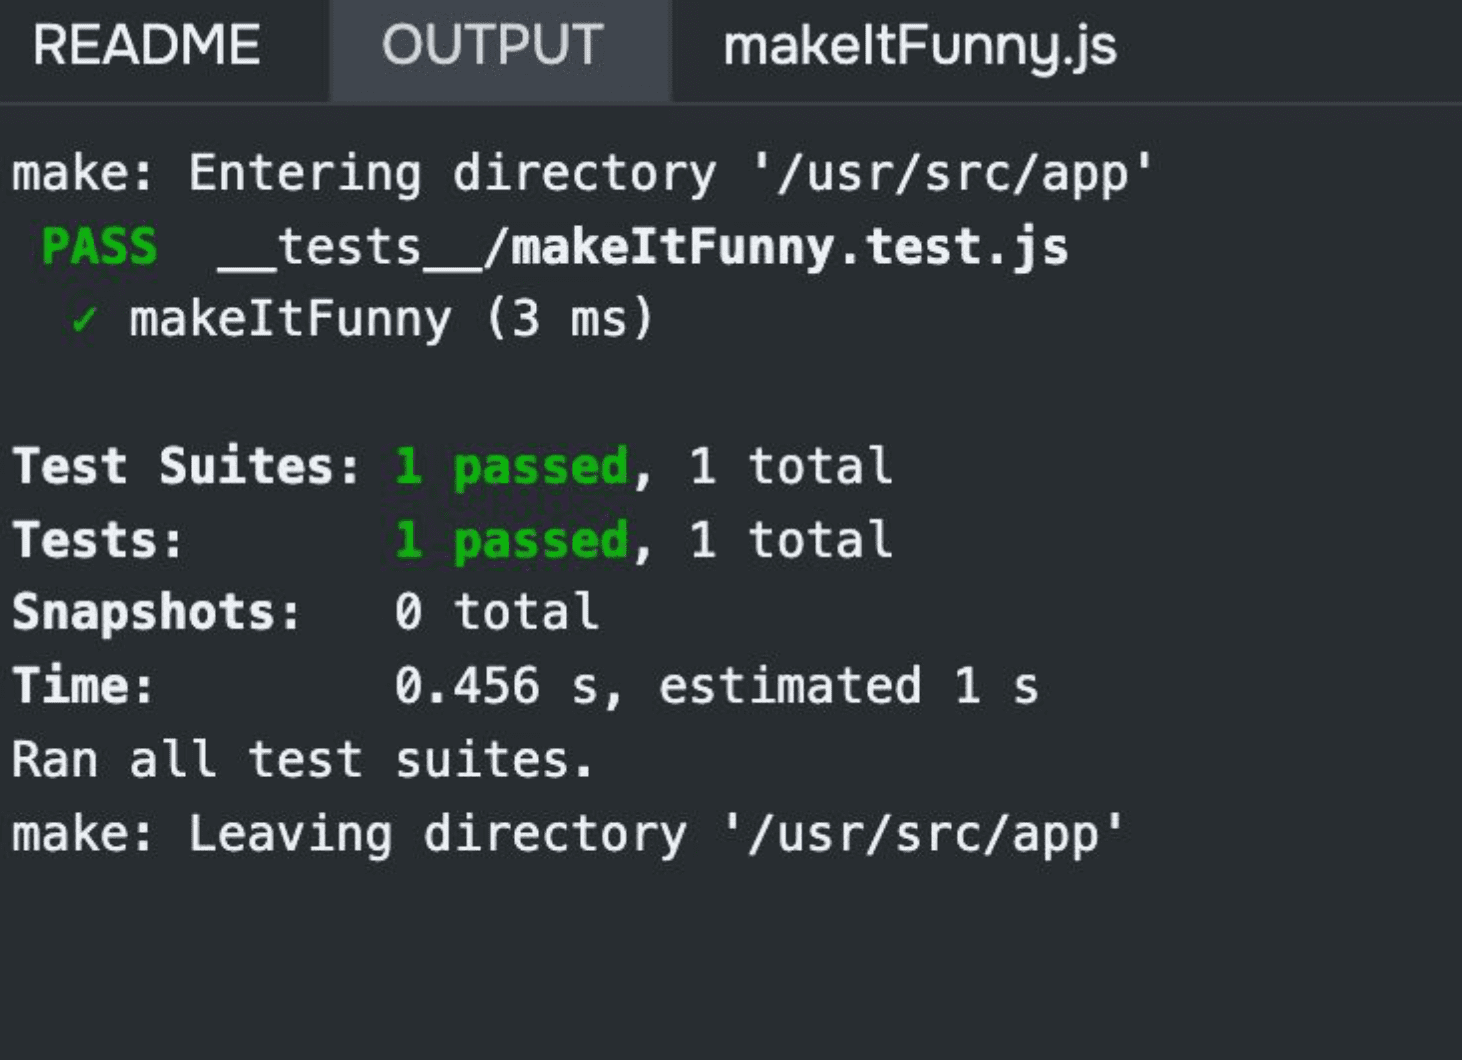 README OUTPUT makeItFunny.js
make: Entering directory '/usr/src/app'
PASS __tests__/makeItFunny.test.js
✓ makeItFunny (3 ms)
Test Suites: 1 passed, 1 total
Tests: 1 passed, 1 total
Snapshots: 0 total
Time: 0.456 s, estimated 1 s
Ran all test suites.
make: Leaving directory '/usr/src/app'